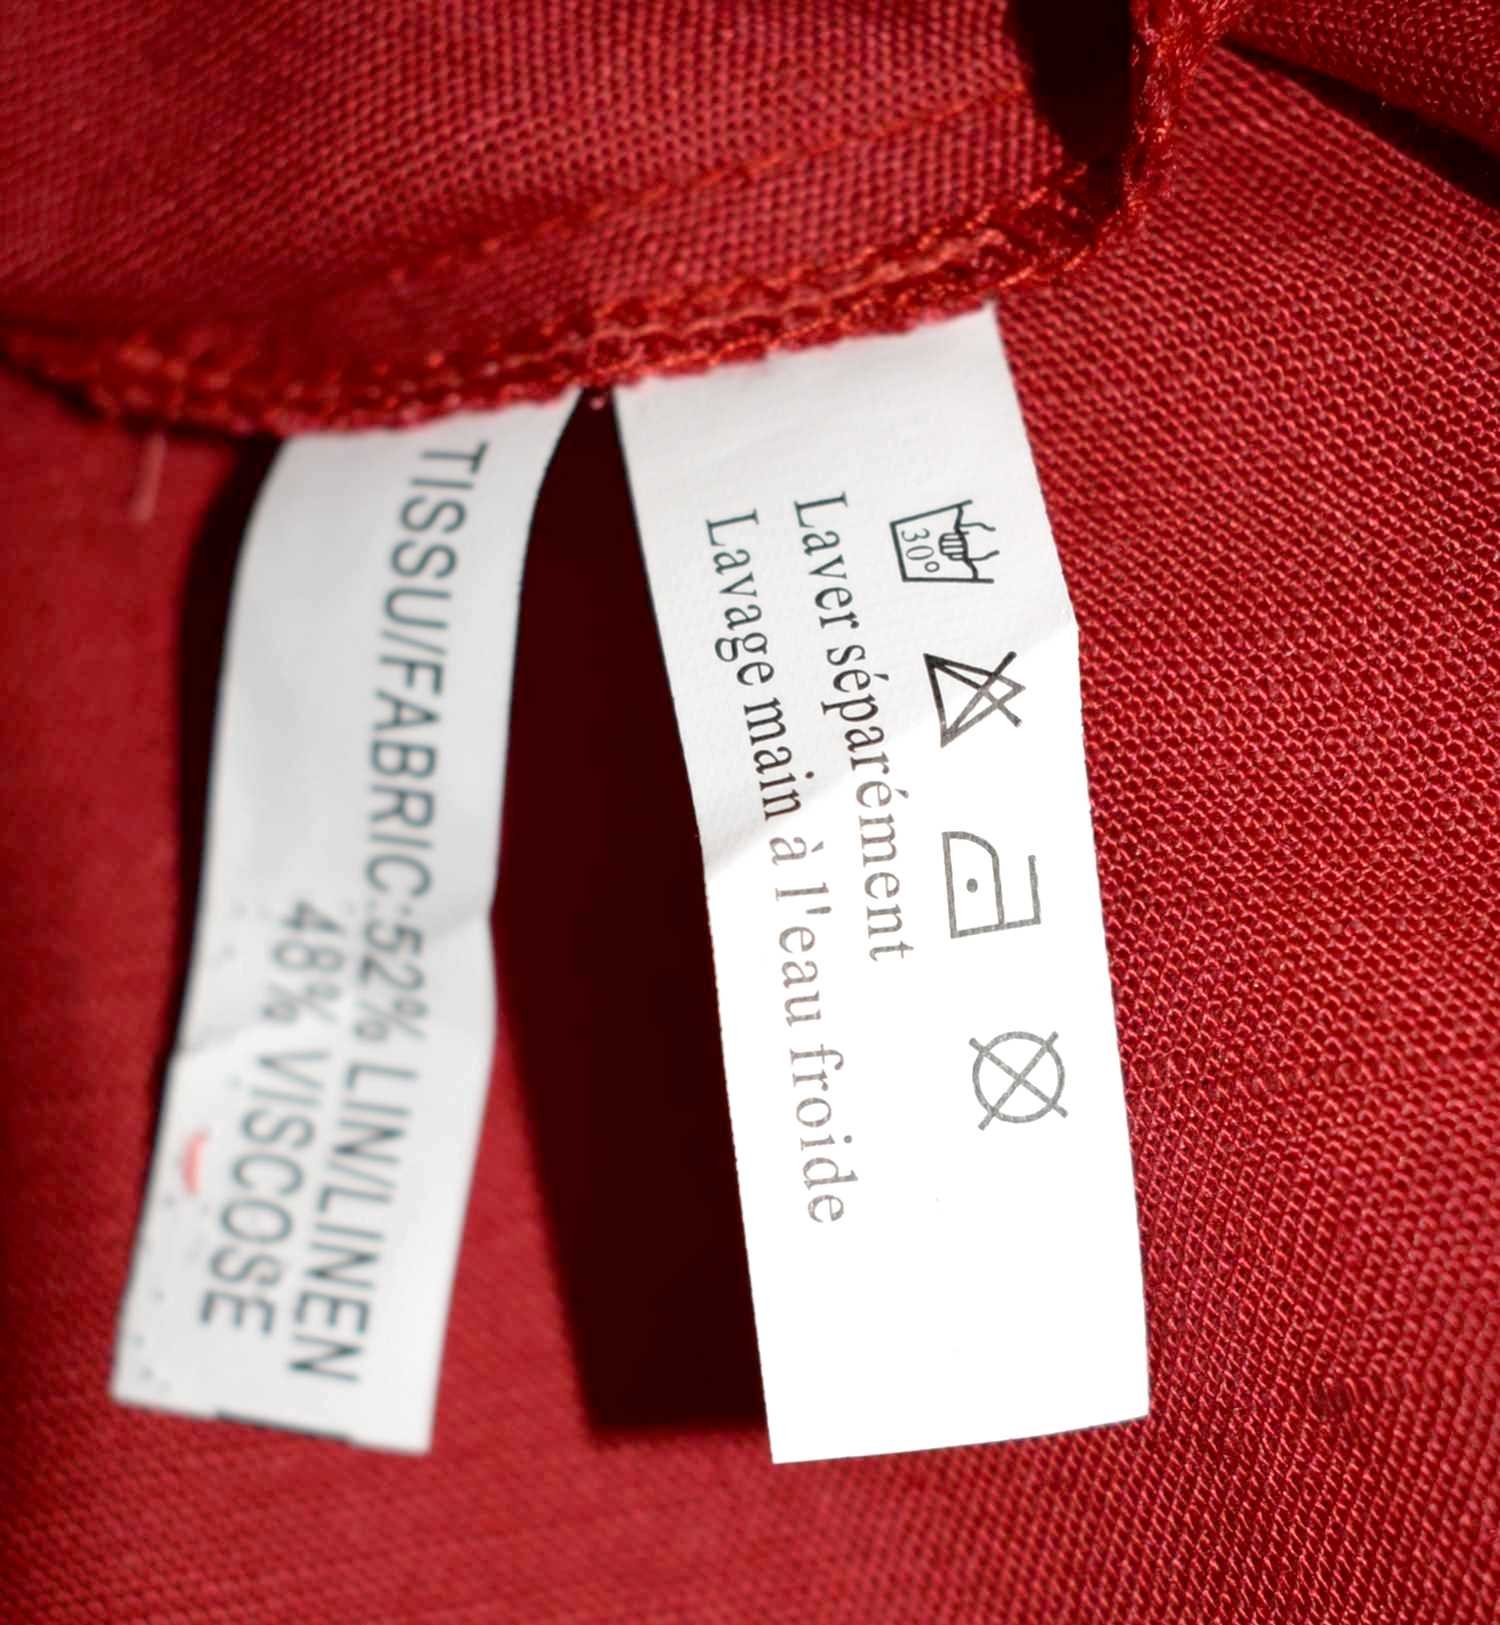 TISSU/FABRIC:52% LIN/LINEN
48% VISCOSE
30°
Laver séparément
Lavage main à l'eau froide